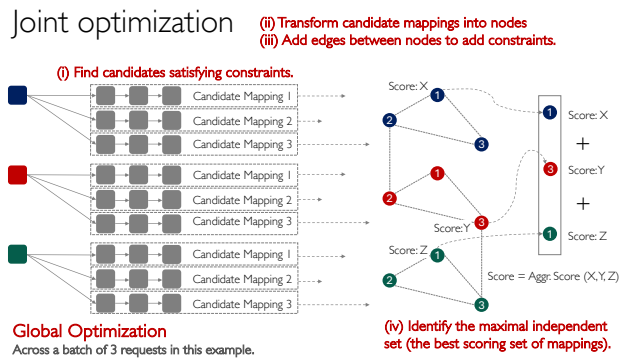 Joint optimization
(ii) Transform candidate mappings into nodes
(iii) Add edges between nodes to add constraints.
(i) Find candidates satisfying constraints.
Candidate Mapping 1
Candidate Mapping 2
Candidate Mapping 3
Candidate Mapping 1
Candidate Mapping 2
Candidate Mapping 3
Candidate Mapping 1
Candidate Mapping 2
Candidate Mapping 3
Score: X
1
2
3
1
2
3
Score: Y
Score: Z
1
2
3
1
Score: X
+
3
Score: Y
+
1
Score: Z
Score = Aggr. Score (X, Y, Z)
Global Optimization
Across a batch of 3 requests in this example.
(iv) Identify the maximal independent
set (the best scoring set of mappings).